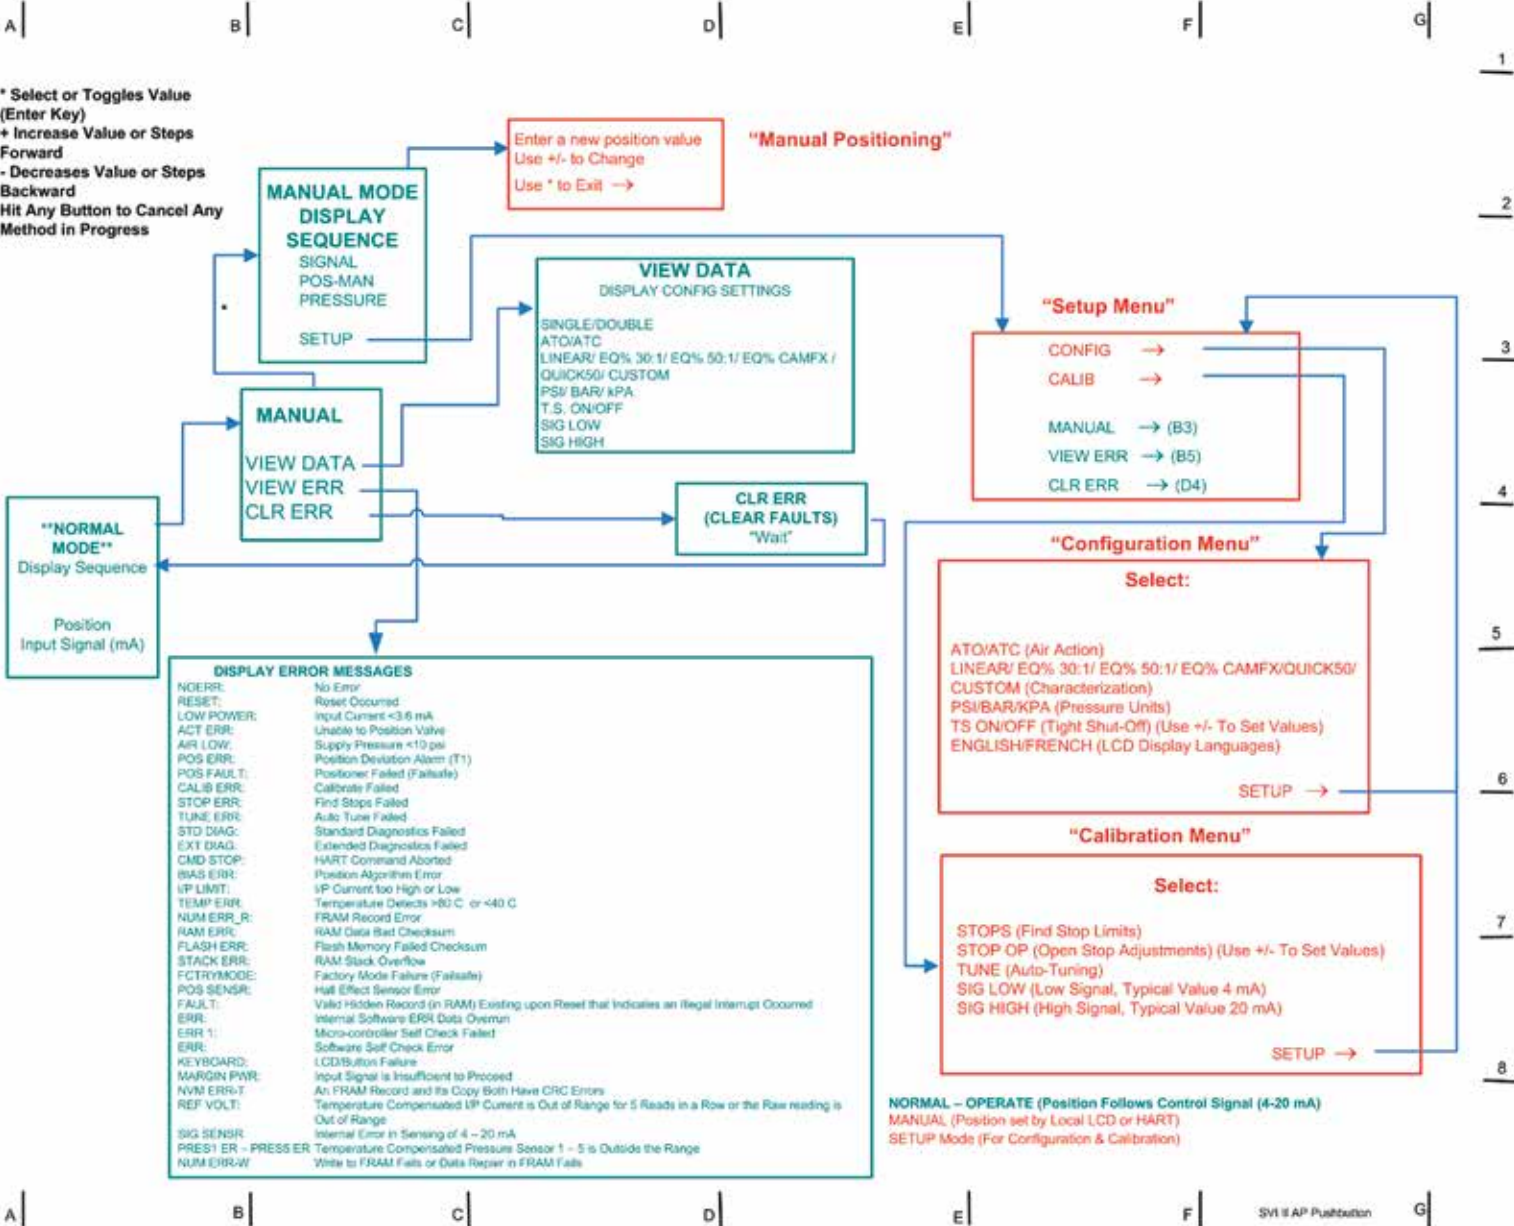 A B C D E F G
1
* Select or Toggles Value
(Enter Key)
+ Increase Value or Steps
Forward
- Decreases Value or Steps
Backward
Hit Any Button to Cancel Any
Method in Progress
Enter a new position value
Use +/- to Change
Use * to Exit →
"Manual Positioning"
2
MANUAL MODE
DISPLAY
SEQUENCE
SIGNAL
POS-MAN
PRESSURE
SETUP
*
VIEW DATA
DISPLAY CONFIG SETTINGS
SINGLE/DOUBLE
ATO/ATC
LINEAR/ EQ% 30:1/ EQ% 50:1/ EQ% CAMFX /
QUICK50/ CUSTOM
PSI/ BAR/ kPA
T.S. ON/OFF
SIG LOW
SIG HIGH
"Setup Menu"
CONFIG →
CALIB →
MANUAL → (B3)
VIEW ERR → (B5)
CLR ERR → (D4)
3
MANUAL
VIEW DATA
VIEW ERR
CLR ERR
CLR ERR
(CLEAR FAULTS)
"Wait"
4
**NORMAL
MODE**
Display Sequence
Position
Input Signal (mA)
"Configuration Menu"
Select:
ATO/ATC (Air Action)
LINEAR/ EQ% 30:1/ EQ% 50:1/ EQ% CAMFX/QUICK50/
CUSTOM (Characterization)
PSI/BAR/KPA (Pressure Units)
TS ON/OFF (Tight Shut-Off) (Use +/- To Set Values)
ENGLISH/FRENCH (LCD Display Languages)
SETUP →
5
6
DISPLAY ERROR MESSAGES
NOERR: No Error
RESET: Reset Occurred
LOW POWER: Input Current <3.6 mA
ACT ERR: Unable to Position Valve
AIR LOW: Supply Pressure <10 psi
POS ERR: Position Deviation Alarm (T1)
POS FAULT: Positioner Failed (Failsafe)
CALIB ERR: Calibrate Failed
STOP ERR: Find Stops Failed
TUNE ERR: Auto Tune Failed
STD DIAG: Standard Diagnostics Failed
EXT DIAG: Extended Diagnostics Failed
CMD STOP: HART Command Aborted
BIAS ERR: Position Algorithm Error
I/P LIMIT: I/P Current too High or Low
TEMP ERR: Temperature Detects >80 C or <40 C
NUM ERR_R: FRAM Record Error
RAM ERR: RAM Data Bad Checksum
FLASH ERR: Flash Memory Failed Checksum
STACK ERR: RAM Stack Overflow
FCTRYMODE: Factory Mode Failure (Failsafe)
POS SENSR: Hall Effect Sensor Error
FAULT: Valid Hidden Record (in RAM) Existing upon Reset that Indicates an Illegal Interrupt Occurred
ERR: Internal Software ERR Data Overrun
ERR 1: Micro-controller Self Check Failed
ERR: Software Self Check Error
KEYBOARD: LCD/Button Failure
MARGIN PWR: Input Signal is Insufficient to Proceed
NVM ERR-T An FRAM Record and Its Copy Both Have CRC Errors
REF VOLT: Temperature Compensated I/P Current is Out of Range for 5 Reads in a Row or the Raw reading is
Out of Range
SIG SENSR Internal Error in Sensing of 4 – 20 mA
PRES1 ER – PRES5 ER Temperature Compensated Pressure Sensor 1 – 5 is Outside the Range
NUM ERR-W Write to FRAM Fails or Data Repair in FRAM Fails
"Calibration Menu"
Select:
STOPS (Find Stop Limits)
STOP OP (Open Stop Adjustments) (Use +/- To Set Values)
TUNE (Auto-Tuning)
SIG LOW (Low Signal, Typical Value 4 mA)
SIG HIGH (High Signal, Typical Value 20 mA)
SETUP →
7
8
NORMAL – OPERATE (Position Follows Control Signal (4-20 mA)
MANUAL (Position set by Local LCD or HART)
SETUP Mode (For Configuration & Calibration)
A B C D E F SVI II AP Pushbutton G